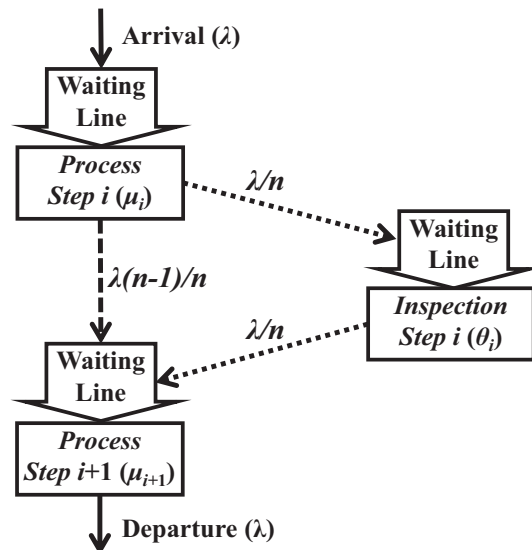 Arrival (λ)
Waiting
Line
Process
Step i (μᵢ)
λ/n
Waiting
Line
λ(n-1)/n
Inspection
Step i (θᵢ)
λ/n
Waiting
Line
Process
Step i+1 (μᵢ₊₁)
Departure (λ)